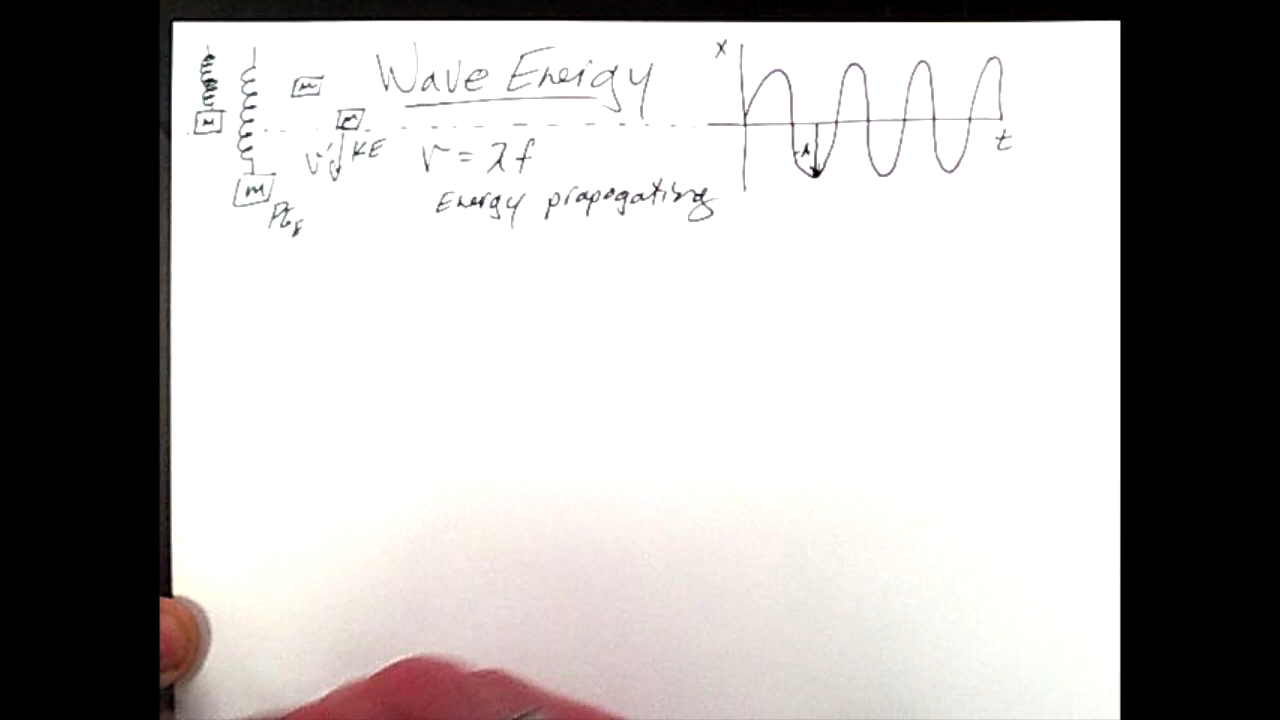 Wave Energy
x
m
m
m
m
v KE
v = λf
Energy propogating
-A
t
m
PEs